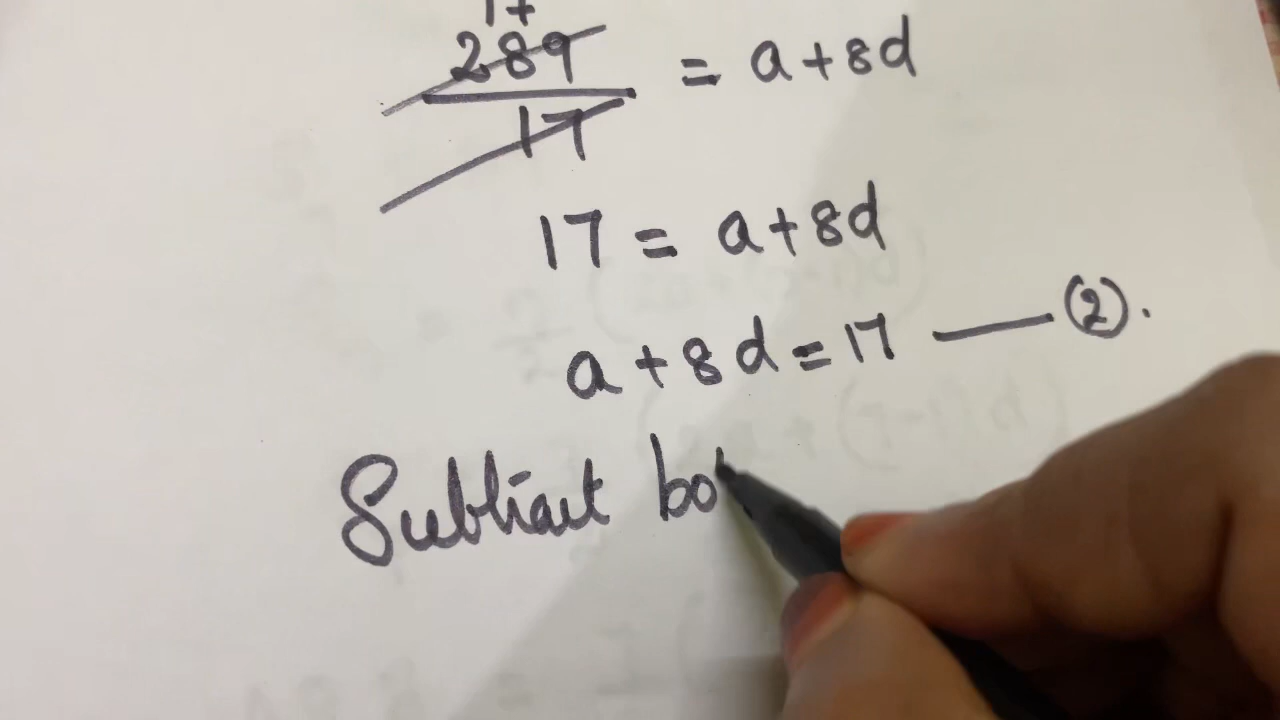 17
289
17
= a+8d
17 = a+8d
a+8d=17 — (2).
Subtract bo